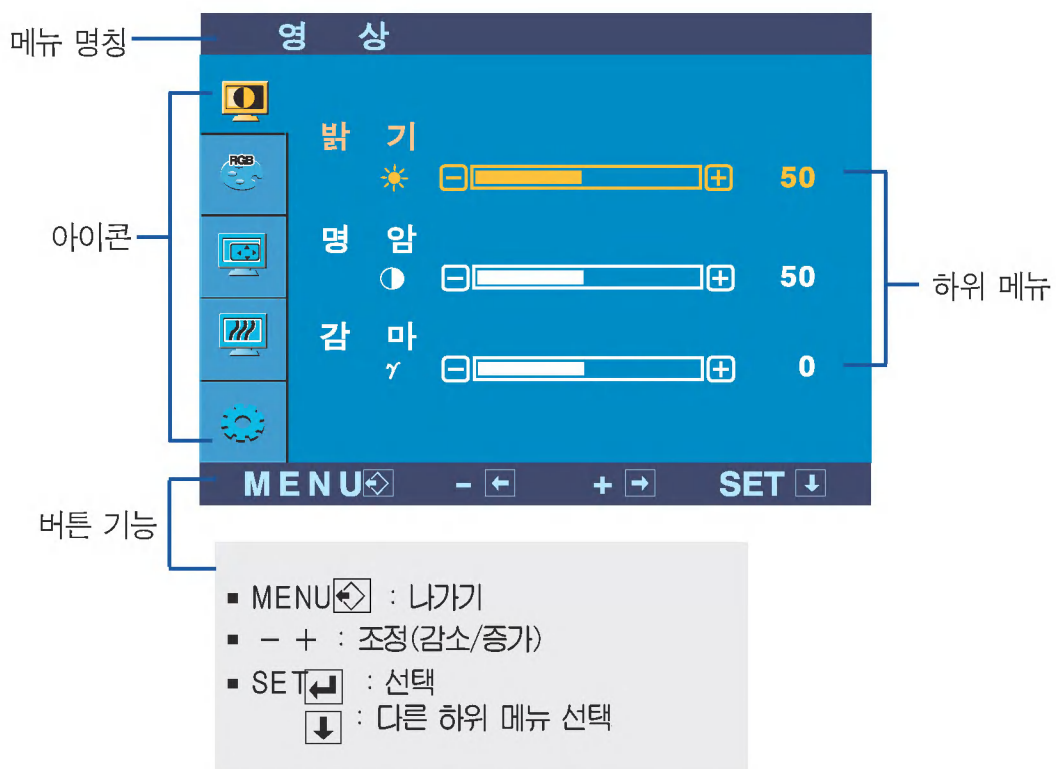 메뉴 명칭
영 상
밝 기
RGB
50
아이콘
명 암
50
하위 메뉴
감 마
γ
0
MENU - ← + → SET ↓
버튼 기능
▪ MENU : 나가기
▪ － ＋ : 조정(감소/증가)
▪ SET : 선택
↓ : 다른 하위 메뉴 선택